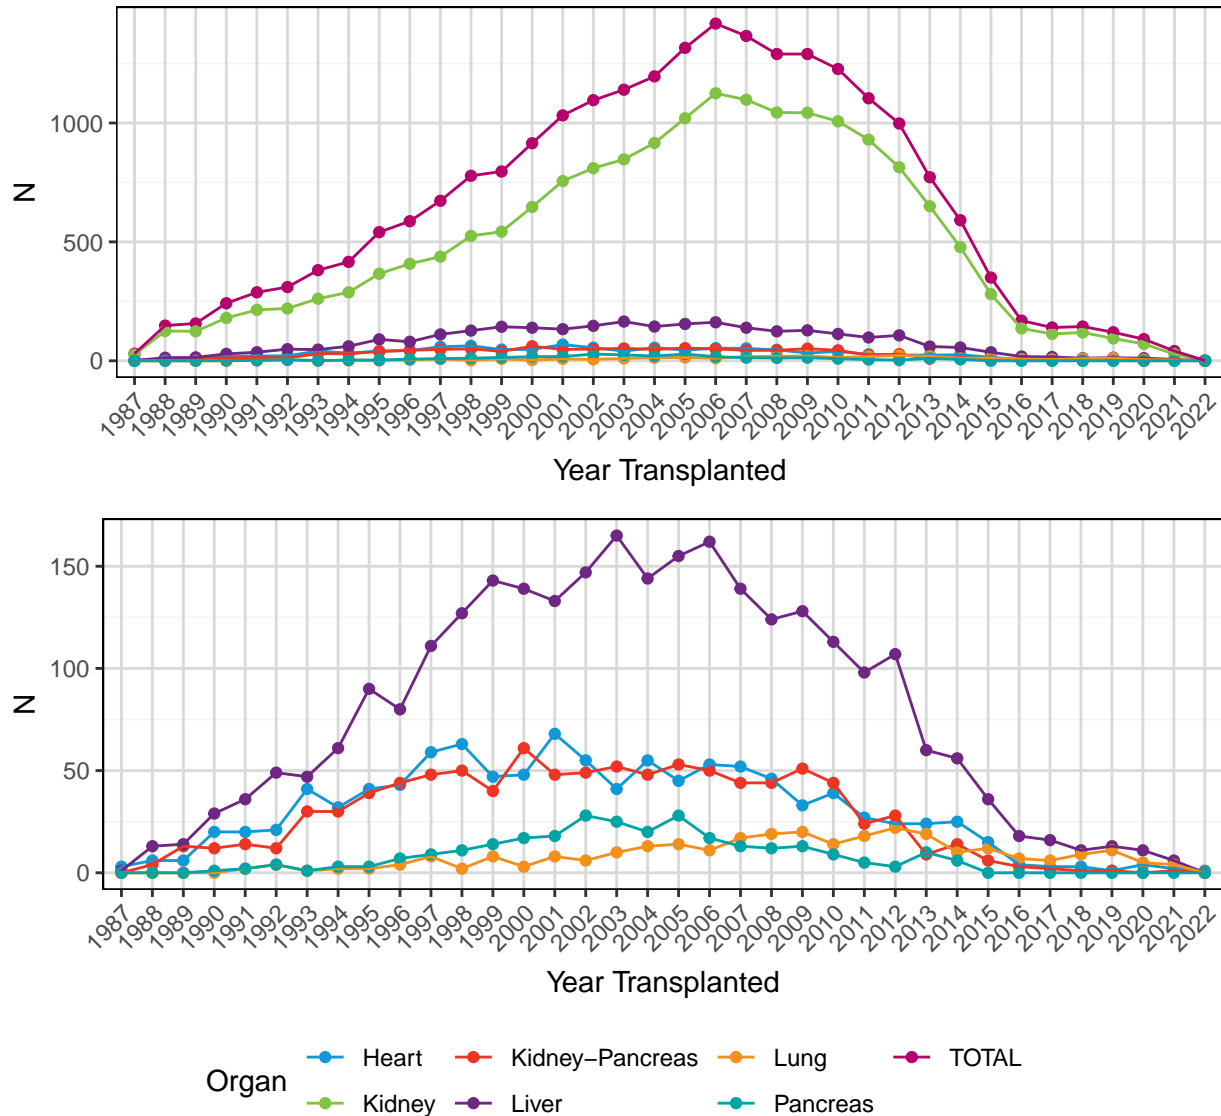 1000
500
0
N
1987 1988 1989 1990 1991 1992 1993 1994 1995 1996 1997 1998 1999 2000 2001 2002 2003 2004 2005 2006 2007 2008 2009 2010 2011 2012 2013 2014 2015 2016 2017 2018 2019 2020 2021 2022
Year Transplanted
150
100
50
0
N
1987 1988 1989 1990 1991 1992 1993 1994 1995 1996 1997 1998 1999 2000 2001 2002 2003 2004 2005 2006 2007 2008 2009 2010 2011 2012 2013 2014 2015 2016 2017 2018 2019 2020 2021 2022
Year Transplanted
Organ
Heart Kidney−Pancreas Lung TOTAL
Kidney Liver Pancreas